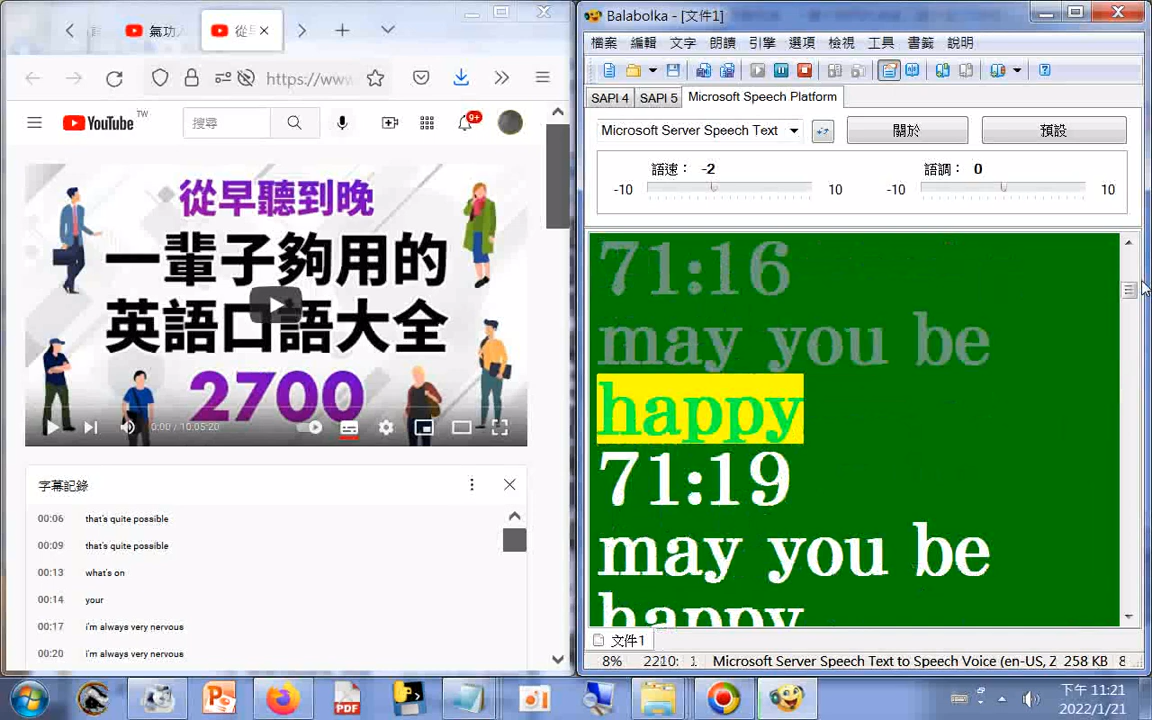 氣功人
從
https://www
YouTube TW
搜尋
9+
從早聽到晚
一輩子夠用的
英語口語大全
2700
0:00 / 10:05:20
字幕記錄
00:06 that's quite possible
00:09 that's quite possible
00:13 what's on
00:14 your
00:17 i'm always very nervous
00:20 i'm always very nervous
Balabolka - [文件1]
檔案 編輯 文字 朗讀 引擎 選項 檢視 工具 書籤 說明
SAPI 4 SAPI 5 Microsoft Speech Platform
Microsoft Server Speech Text 關於 預設
語速： -2 語調： 0
-10 10 -10 10
71:16
may you be
happy
71:19
may you be
happy
文件1
8% 2210: 1 Microsoft Server Speech Text to Speech Voice (en-US, Z 258 KB 8
PDF
下午 11:21
2022/1/21